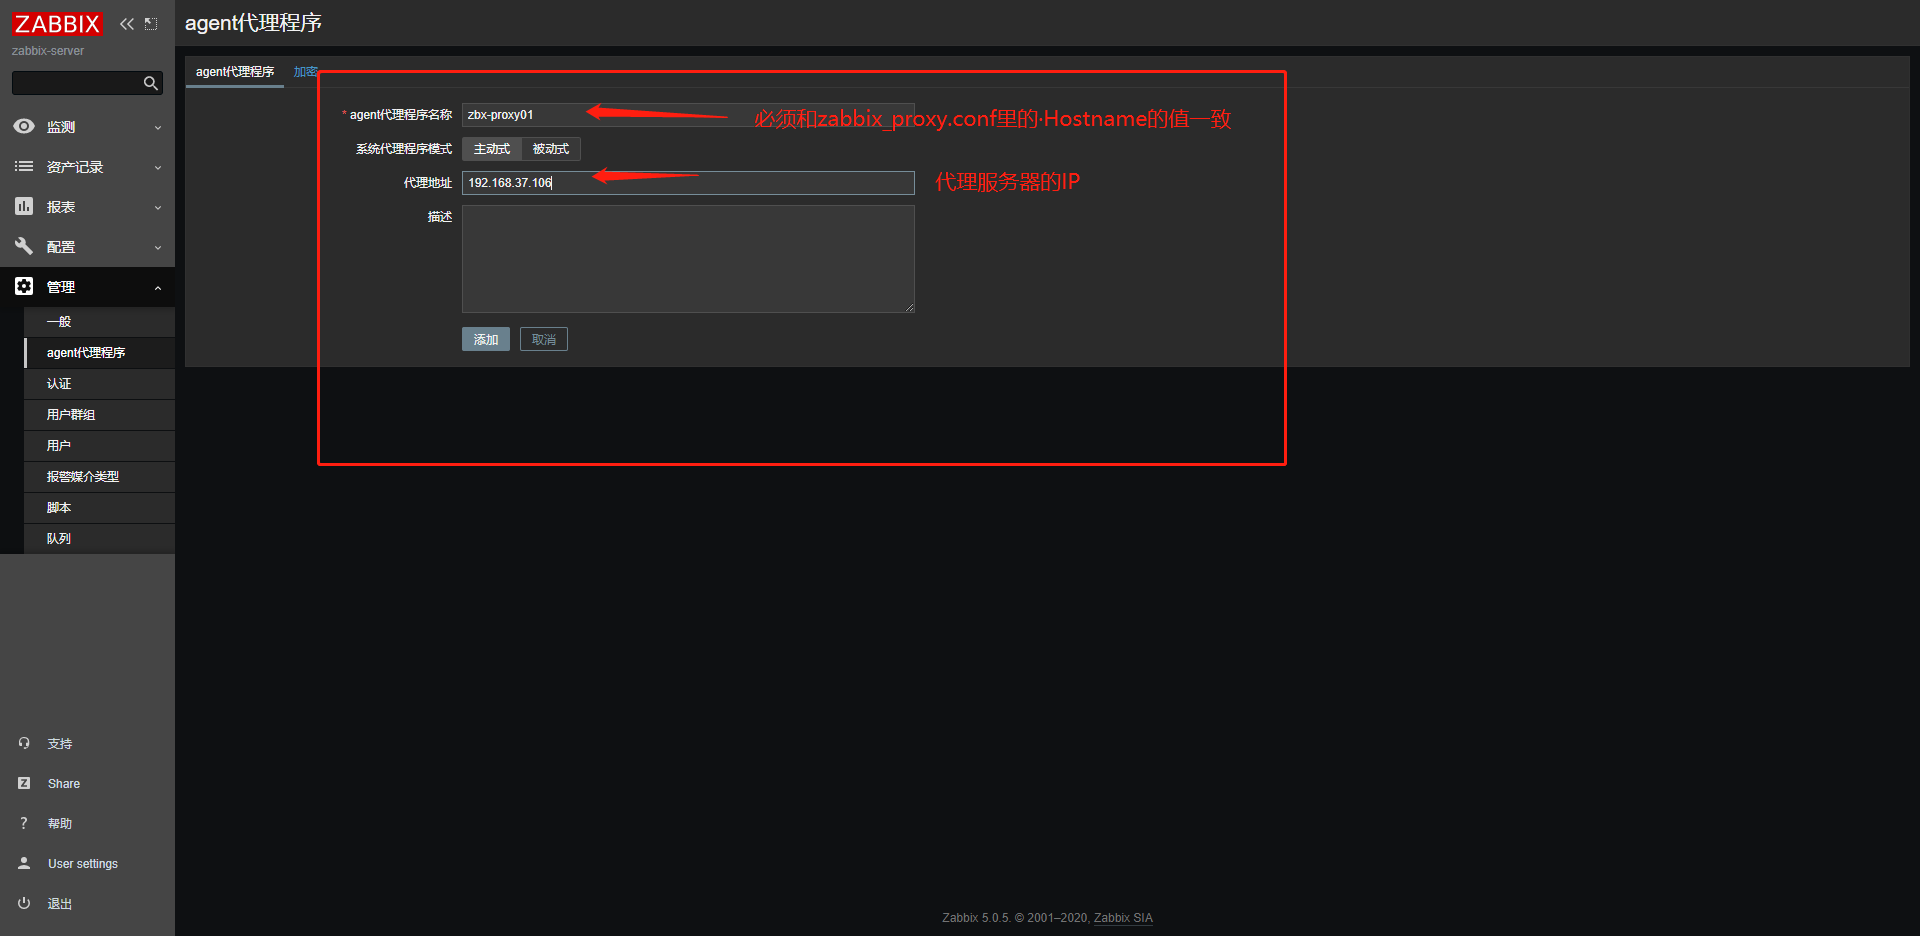 ZABBIX
zabbix-server
监测
资产记录
报表
配置
管理
一般
agent代理程序
认证
用户群组
用户
报警媒介类型
脚本
队列
支持
Share
帮助
User settings
退出
agent代理程序
agent代理程序 加密
* agent代理程序名称 zbx-proxy01 必须和zabbix_proxy.conf里的·Hostname的值一致
系统代理程序模式 主动式 被动式
代理地址 192.168.37.106 代理服务器的IP
描述
添加 取消
Zabbix 5.0.5. © 2001–2020, Zabbix SIA